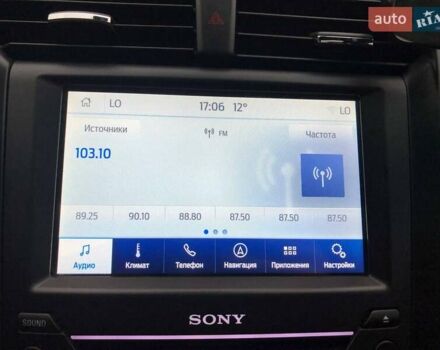 auto RIA
LO 17:06 12° LO
Источники FM Частота
103.10
89.25 90.10 88.80 87.50 87.50 87.50
Аудио Климат Телефон Навигация Приложения Настройки
SOUND SONY